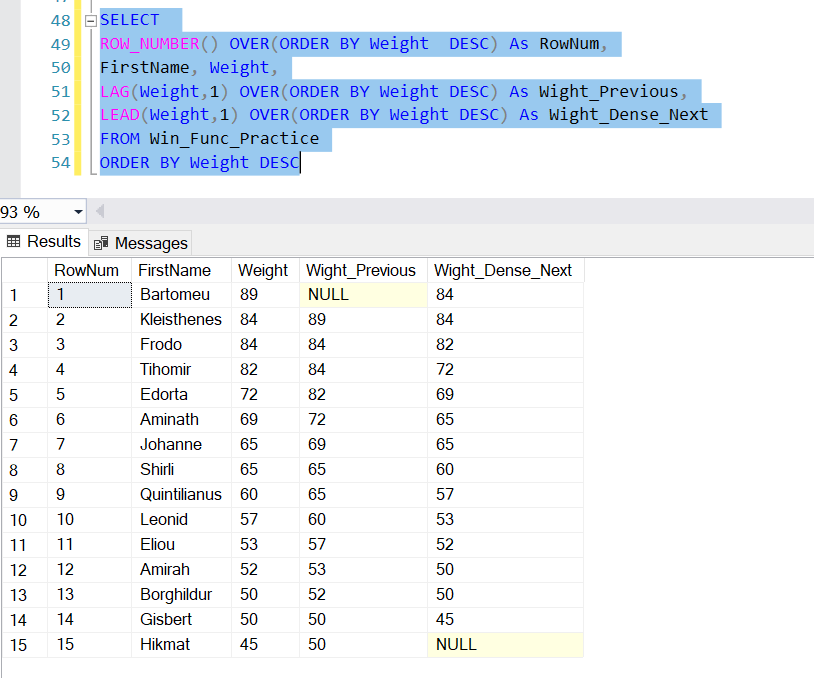 48 SELECT
49 ROW_NUMBER() OVER(ORDER BY Weight  DESC) As RowNum,
50 FirstName, Weight,
51 LAG(Weight,1) OVER(ORDER BY Weight DESC) As Wight_Previous,
52 LEAD(Weight,1) OVER(ORDER BY Weight DESC) As Wight_Dense_Next
53 FROM Win_Func_Practice
54 ORDER BY Weight DESC
93 %
Results Messages
RowNum FirstName Weight Wight_Previous Wight_Dense_Next
1 1 Bartomeu 89 NULL 84
2 2 Kleisthenes 84 89 84
3 3 Frodo 84 84 82
4 4 Tihomir 82 84 72
5 5 Edorta 72 82 69
6 6 Aminath 69 72 65
7 7 Johanne 65 69 65
8 8 Shirli 65 65 60
9 9 Quintilianus 60 65 57
10 10 Leonid 57 60 53
11 11 Eliou 53 57 52
12 12 Amirah 52 53 50
13 13 Borghildur 50 52 50
14 14 Gisbert 50 50 45
15 15 Hikmat 45 50 NULL